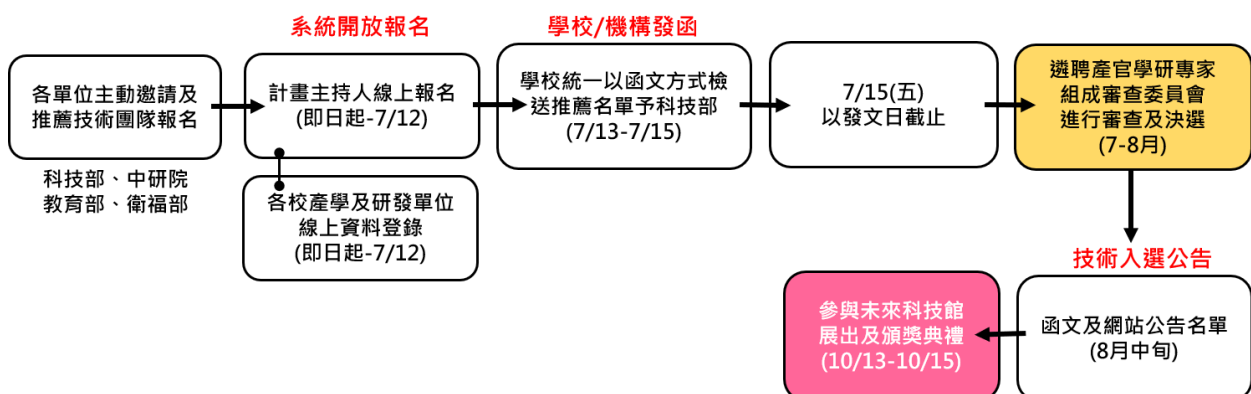 系統開放報名
學校/機構發函
各單位主動邀請及
推薦技術團隊報名
科技部、中研院
教育部、衛福部
計畫主持人線上報名
(即日起-7/12)
各校產學及研發單位
線上資料登錄
(即日起-7/12)
學校統一以函文方式檢
送推薦名單予科技部
(7/13-7/15)
7/15(五)
以發文日截止
遴聘產官學研專家
組成審查委員會
進行審查及決選
(7-8月)
技術入選公告
函文及網站公告名單
(8月中旬)
參與未來科技館
展出及頒獎典禮
(10/13-10/15)